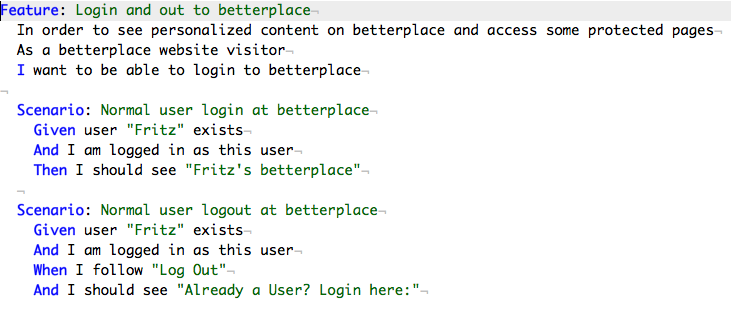 Feature: Login and out to betterplace
In order to see personalized content on betterplace and access some protected pages
As a betterplace website visitor
I want to be able to login to betterplace
Scenario: Normal user login at betterplace
Given user "Fritz" exists
And I am logged in as this user
Then I should see "Fritz's betterplace"
Scenario: Normal user logout at betterplace
Given user "Fritz" exists
And I am logged in as this user
When I follow "Log Out"
And I should see "Already a User? Login here:"